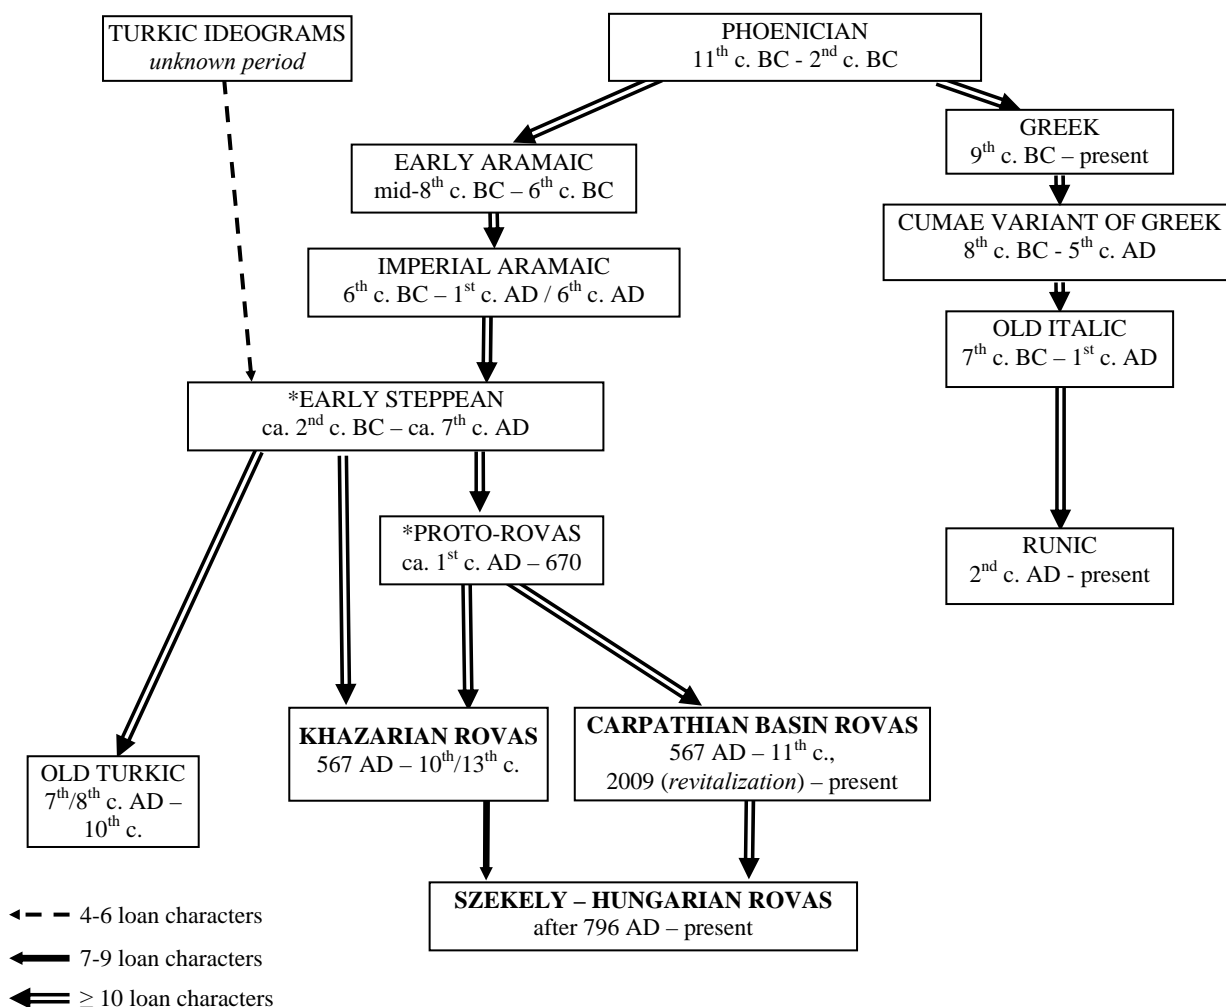 TURKIC IDEOGRAMS
unknown period
PHOENICIAN
11th c. BC - 2nd c. BC
GREEK
9th c. BC – present
EARLY ARAMAIC
mid-8th c. BC – 6th c. BC
CUMAE VARIANT OF GREEK
8th c. BC - 5th c. AD
IMPERIAL ARAMAIC
6th c. BC – 1st c. AD / 6th c. AD
OLD ITALIC
7th c. BC – 1st c. AD
*EARLY STEPPEAN
ca. 2nd c. BC – ca. 7th c. AD
*PROTO-ROVAS
ca. 1st c. AD – 670
RUNIC
2nd c. AD - present
KHAZARIAN ROVAS
567 AD – 10th/13th c.
CARPATHIAN BASIN ROVAS
567 AD – 11th c.,
2009 (revitalization) – present
OLD TURKIC
7th/8th c. AD –
10th c.
SZEKELY – HUNGARIAN ROVAS
after 796 AD – present
4-6 loan characters
7-9 loan characters
≥ 10 loan characters